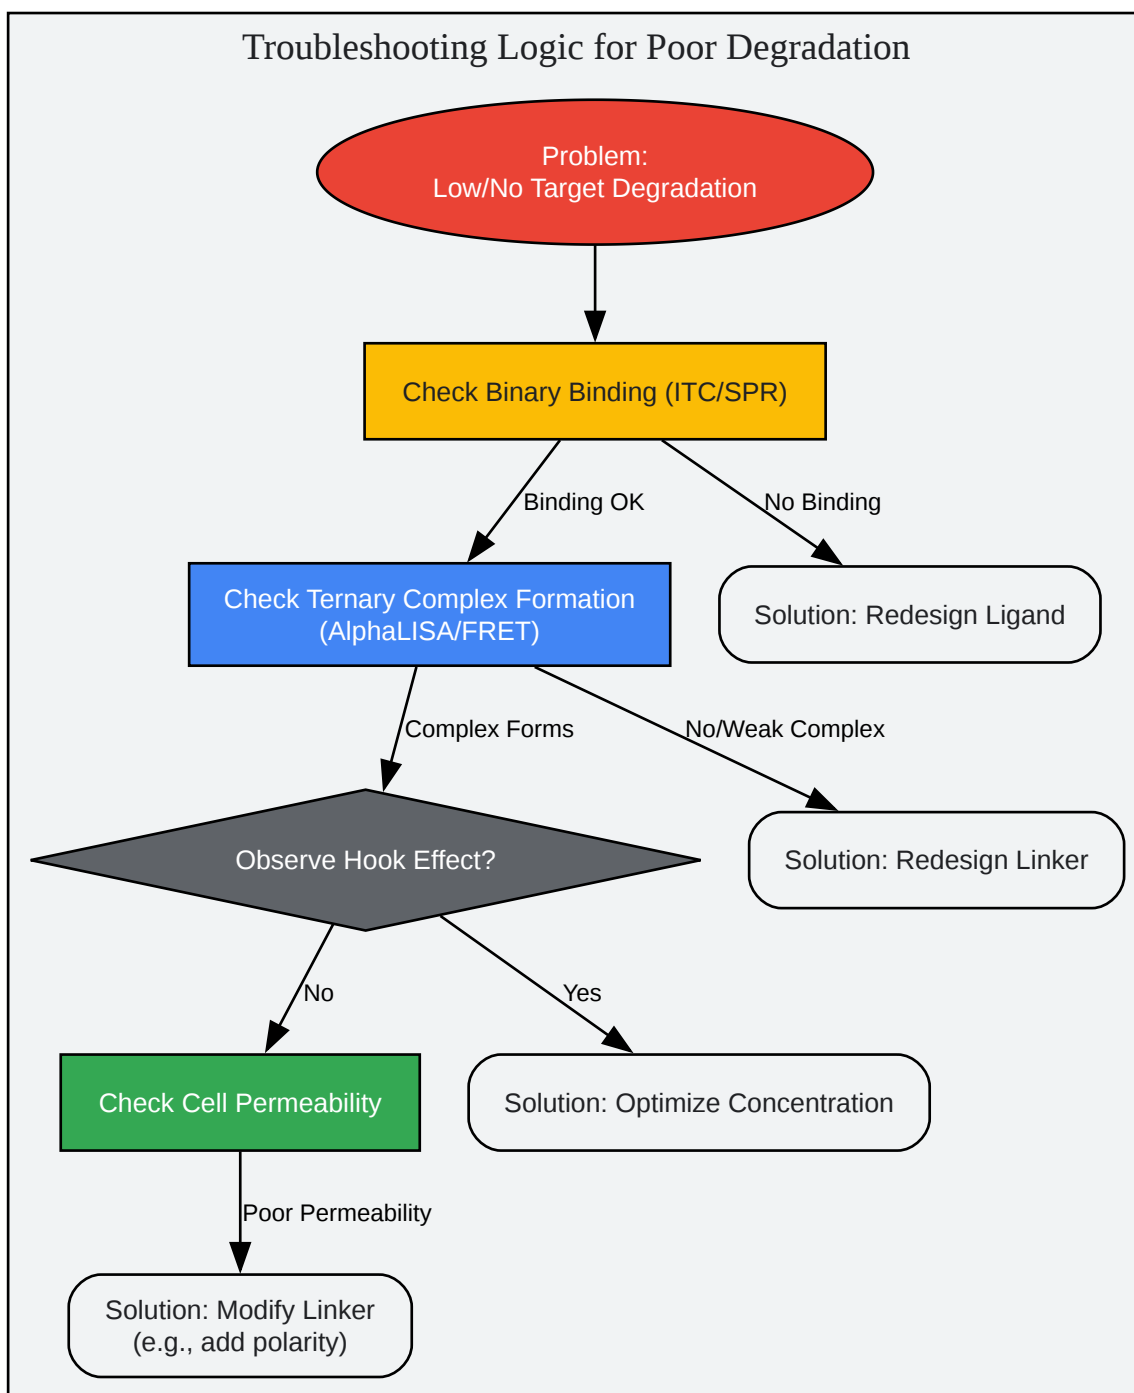 Troubleshooting Logic for Poor Degradation
Problem:
Low/No Target Degradation
Check Binary Binding (ITC/SPR)
Binding OK
No Binding
Check Ternary Complex Formation
(AlphaLISA/FRET)
Solution: Redesign Ligand
Complex Forms
No/Weak Complex
Observe Hook Effect?
Solution: Redesign Linker
No
Yes
Check Cell Permeability
Solution: Optimize Concentration
Poor Permeability
Solution: Modify Linker
(e.g., add polarity)